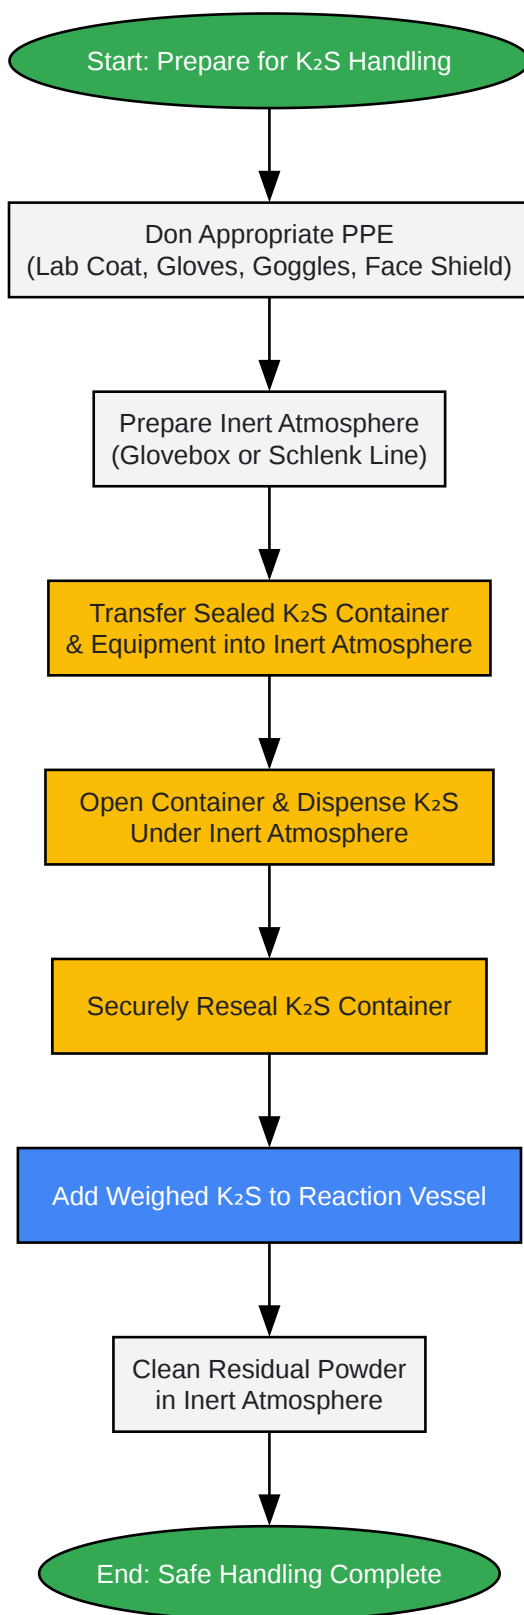 Start: Prepare for K₂S Handling
Don Appropriate PPE
(Lab Coat, Gloves, Goggles, Face Shield)
Prepare Inert Atmosphere
(Glovebox or Schlenk Line)
Transfer Sealed K₂S Container
& Equipment into Inert Atmosphere
Open Container & Dispense K₂S
Under Inert Atmosphere
Securely Reseal K₂S Container
Add Weighed K₂S to Reaction Vessel
Clean Residual Powder
in Inert Atmosphere
End: Safe Handling Complete